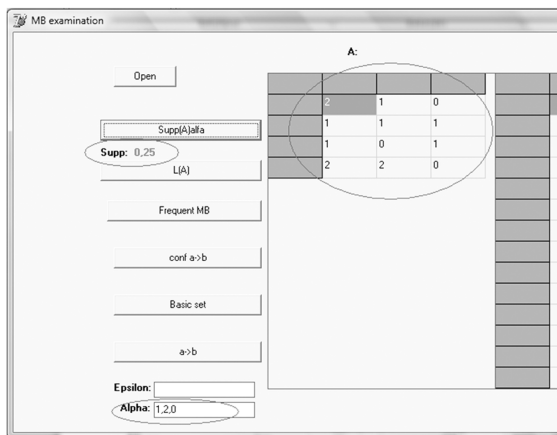 MB examination
A:
Open
2 1 0
Supp(A)alfa
1 1 1
Supp: 0,25
1 0 1
L(A)
2 2 0
Frequent MB
conf a->b
Basic set
a->b
Epsilon:
Alpha: 1,2,0